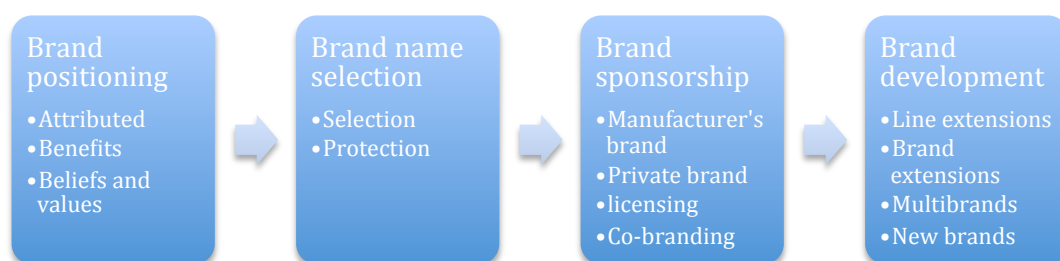 Brand
positioning
•Attributed
•Benefits
•Beliefs and
values
Brand name
selection
•Selection
•Protection
Brand
sponsorship
•Manufacturer's
brand
•Private brand
•licensing
•Co-branding
Brand
development
•Line extensions
•Brand
extensions
•Multibrands
•New brands